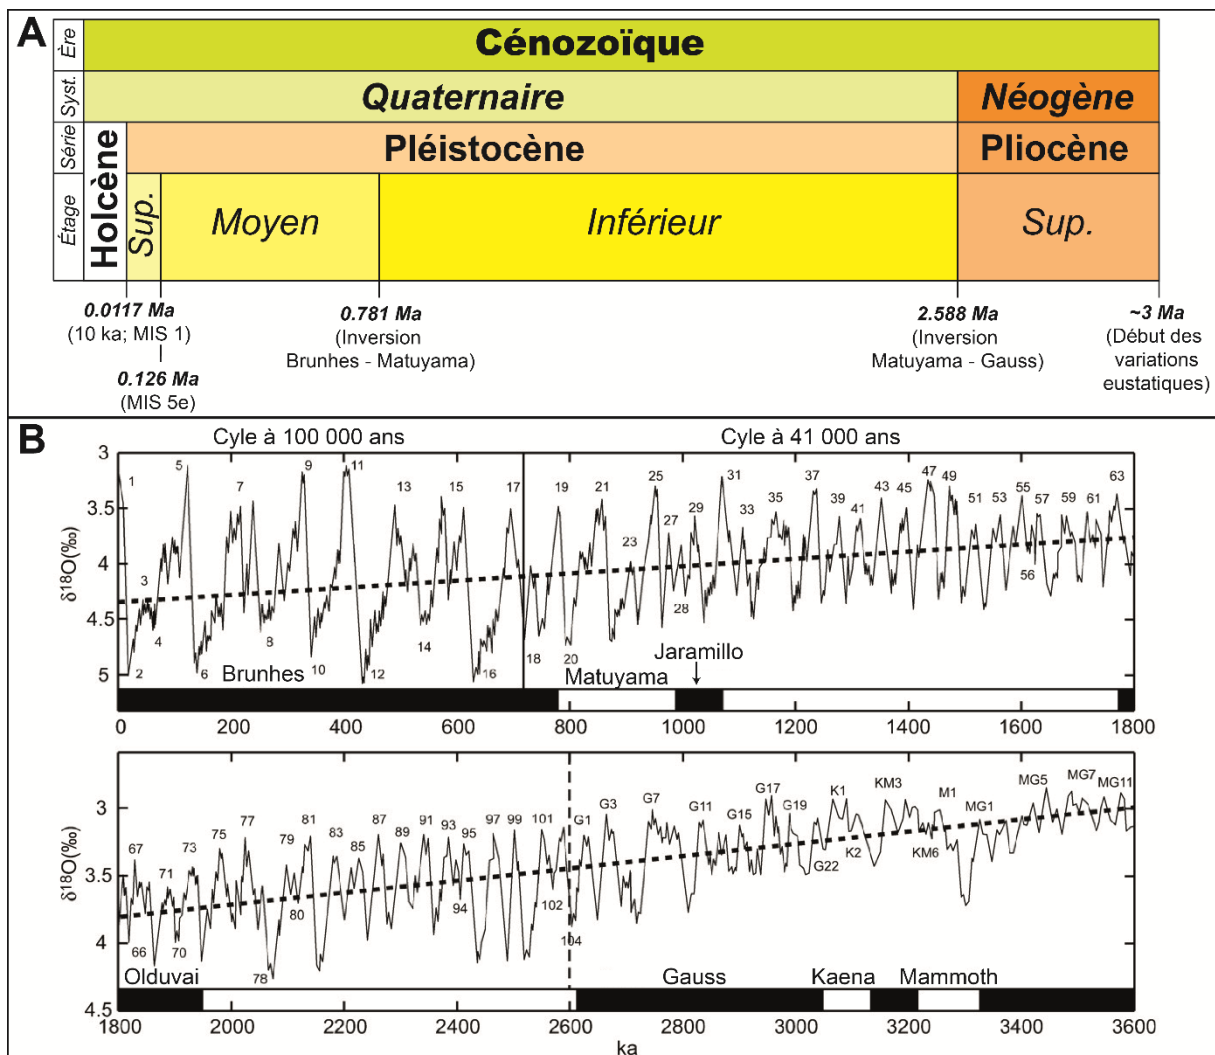 A
Ère
Cénozoïque
Syst.
Quaternaire
Néogène
Série
Holcène
Pléistocène
Pliocène
Étage
Sup.
Moyen
Inférieur
Sup.
0.0117 Ma
(10 ka; MIS 1)
0.126 Ma
(MIS 5e)
0.781 Ma
(Inversion
Brunhes - Matuyama)
2.588 Ma
(Inversion
Matuyama - Gauss)
~3 Ma
(Début des
variations
eustatiques)
B
Cyle à 100 000 ans
Cyle à 41 000 ans
3
3.5
4
4.5
5
δ18O(‰)
1 5 7 9 11 13 15 17 19 21 23 25 27 29 31 33 35 37 39 41 43 45 47 49 51 53 55 57 59 61 63
3
56
4
28
2 6 8 10 12 14 16 18 20
Brunhes
Matuyama
Jaramillo
0 200 400 600 800 1000 1200 1400 1600 1800
3
3.5
4
4.5
δ18O(‰)
67 71 73 75 77 79 81 83 85 87 89 91 93 95 97 99 101 G1 G3 G7 G11 G15 G17 G19 K1 KM3 M1 MG1 MG5 MG7 MG11
66 70 78 80 94 102 104 G22 K2 KM6
Olduvai
Gauss
Kaena
Mammoth
1800 2000 2200 2400 2600 2800 3000 3200 3400 3600
ka